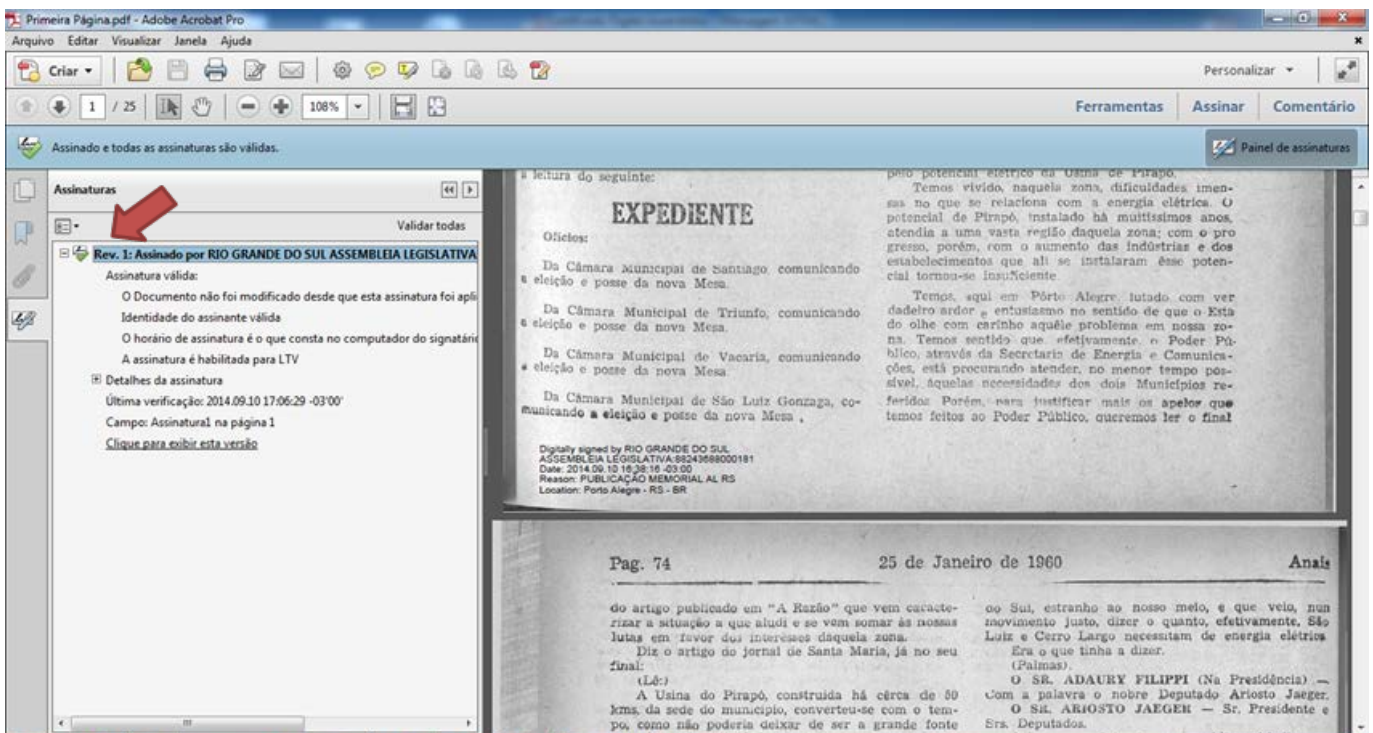 Primeira Página.pdf - Adobe Acrobat Pro
Arquivo Editar Visualizar Janela Ajuda
Criar
Personalizar
1 / 25
108%
Ferramentas Assinar Comentário
Assinado e todas as assinaturas são válidas.
Painel de assinaturas
Assinaturas
Validar todas
Rev. 1: Assinado por RIO GRANDE DO SUL ASSEMBLEIA LEGISLATIVA
Assinatura válida:
O Documento não foi modificado desde que esta assinatura foi apli
Identidade do assinante válida
O horário de assinatura é o que consta no computador do signatári
A assinatura é habilitada para LTV
Detalhes da assinatura
Última verificação: 2014.09.10 17:06:29 -03'00'
Campo: Assinatura1 na página 1
Clique para exibir esta versão
a leitura do seguinte:
EXPEDIENTE
Ofícios:
Da Câmara Municipal de Santiago, comunicando
a eleição e posse da nova Mesa.
Da Câmara Municipal de Triunfo, comunicando
a eleição e posse da nova Mesa.
Da Câmara Municipal de Vacaria, comunicando
a eleição e posse da nova Mesa.
Da Câmara Municipal de São Luiz Gonzaga, co-
municando a eleição e posse da nova Mesa ,
Digitally signed by RIO GRANDE DO SUL
ASSEMBLEIA LEGISLATIVA:88243688000181
Date: 2014.09.10 16:38:16 -03:00
Reason: PUBLICAÇÃO MEMORIAL AL RS
Location: Porto Alegre - RS - BR
pelo potencial elétrico da Usina de Pirapó.
Temos vivido, naquela zona, dificuldades imen-
sas no que se relaciona com a energia elétrica. O
potencial de Pirapó, instalado há muitíssimos anos,
atendia a uma vasta região daquela zona; com o pro
gresso, porém, com o aumento das indústrias e dos
estabelecimentos que ali se instalaram êsse poten-
cial tornou-se insuficiente.
Temos, aqui em Pôrto Alegre, lutado com ver
dadeiro ardor e entusiasmo no sentido de que o Esta
do olhe com carinho aquêle problema em nossa zo-
na. Temos sentido que, efetivamente, o Poder Pú-
blico, através da Secretaria de Energia e Comunica-
ções, está procurando atender, no menor tempo pos-
sível, àquelas necessidades dos dois Municípios re-
feridos. Porém, para justificar mais os apelos que
temos feitos ao Poder Público, queremos ler o final
Pag. 74 25 de Janeiro de 1960 Anais
do artigo publicado em "A Razão" que vem caracte-
rizar a situação a que aludi e se vem somar às nossas
lutas em favor dos interêsses daquela zona.
Diz o artigo do jornal de Santa Maria, já no seu
final:
(Lê:)
A Usina do Pirapó, construída há cêrca de 50
kms. da sede do município, converteu-se com o tem-
po, como não poderia deixar de ser a grande fonte
oo Sul, estranho ao nosso meio, e que veio, num
movimento justo, dizer o quanto, efetivamente, São
Luiz e Cerro Largo necessitam de energia elétrica
Era o que tinha a dizer.
(Palmas).
O SR. ADAURY FILIPPI (Na Presidência) —
Com a palavra o nobre Deputado Ariosto Jaeger.
O SR. ARIOSTO JAEGER — Sr. Presidente e
Srs. Deputados.